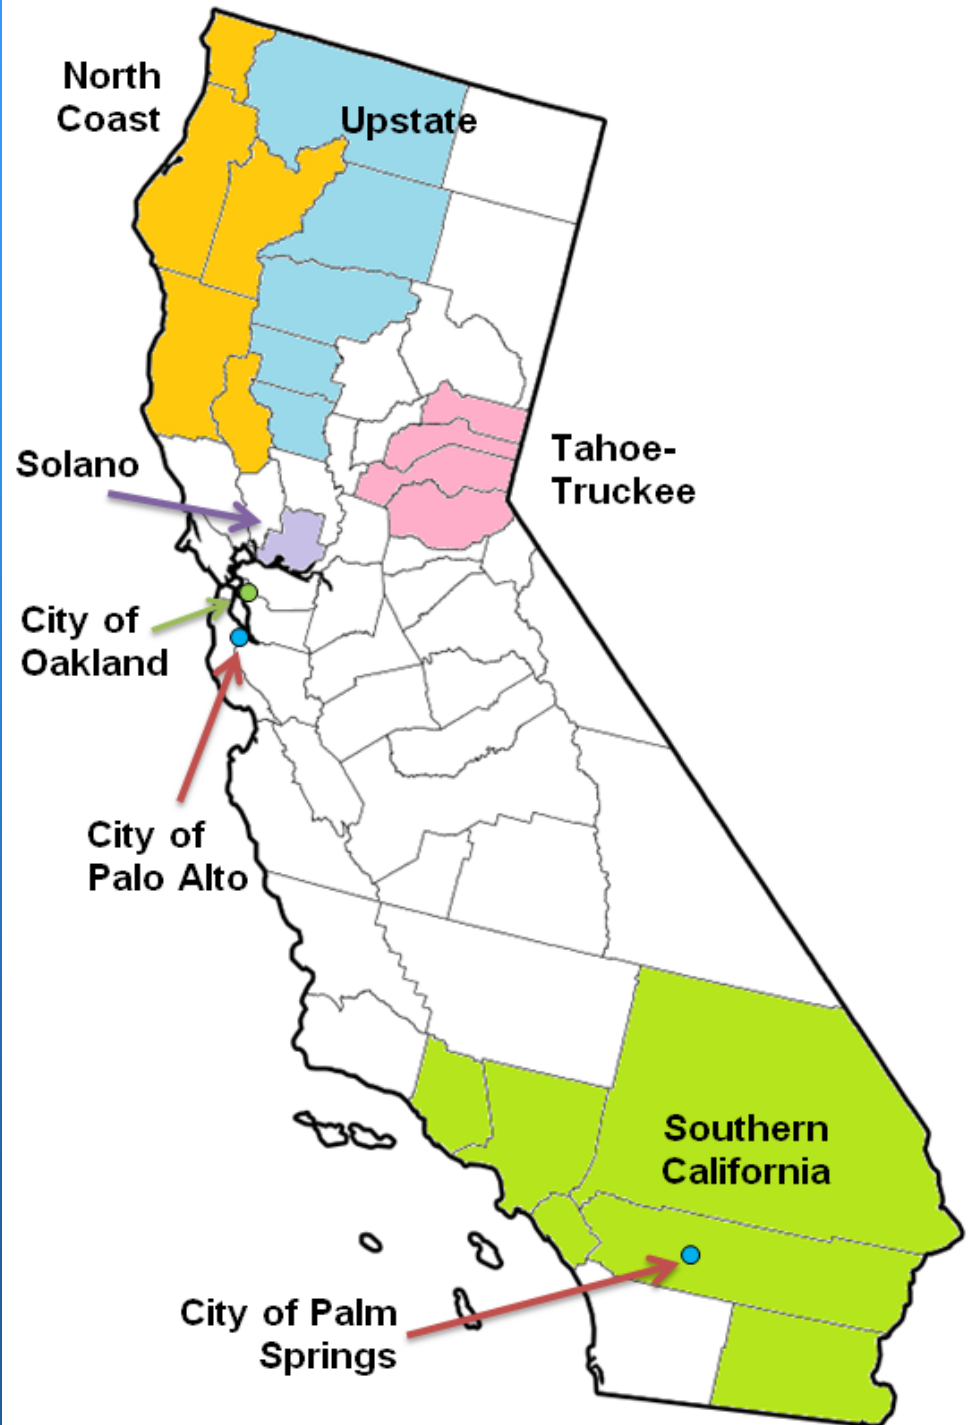 North
Coast
Upstate
Tahoe-
Truckee
Solano
City of
Oakland
City of
Palo Alto
Southern
California
City of Palm
Springs